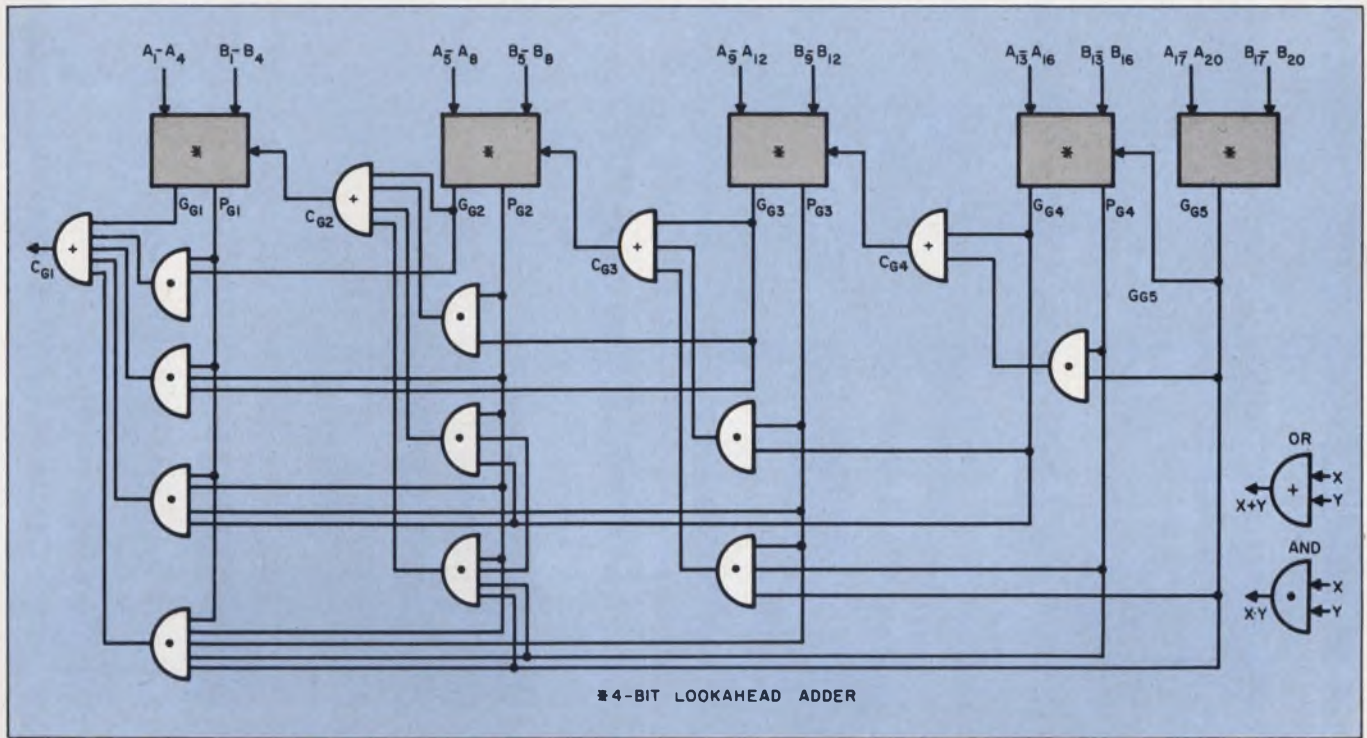 A1-A4 B1-B4 A5-A8 B5-B8 A9-A12 B9-B12 A13-A16 B13-B16 A17-A20 B17-B20
* * * * *
GG1 PG1 CG2 GG2 PG2 CG3 GG3 PG3 CG4 GG4 PG4 GG5
+ + + +
CG1
GG5
• • • • • • • • • •
OR
+
X
Y
X+Y
AND
•
X
Y
X·Y
*4-BIT LOOKAHEAD ADDER